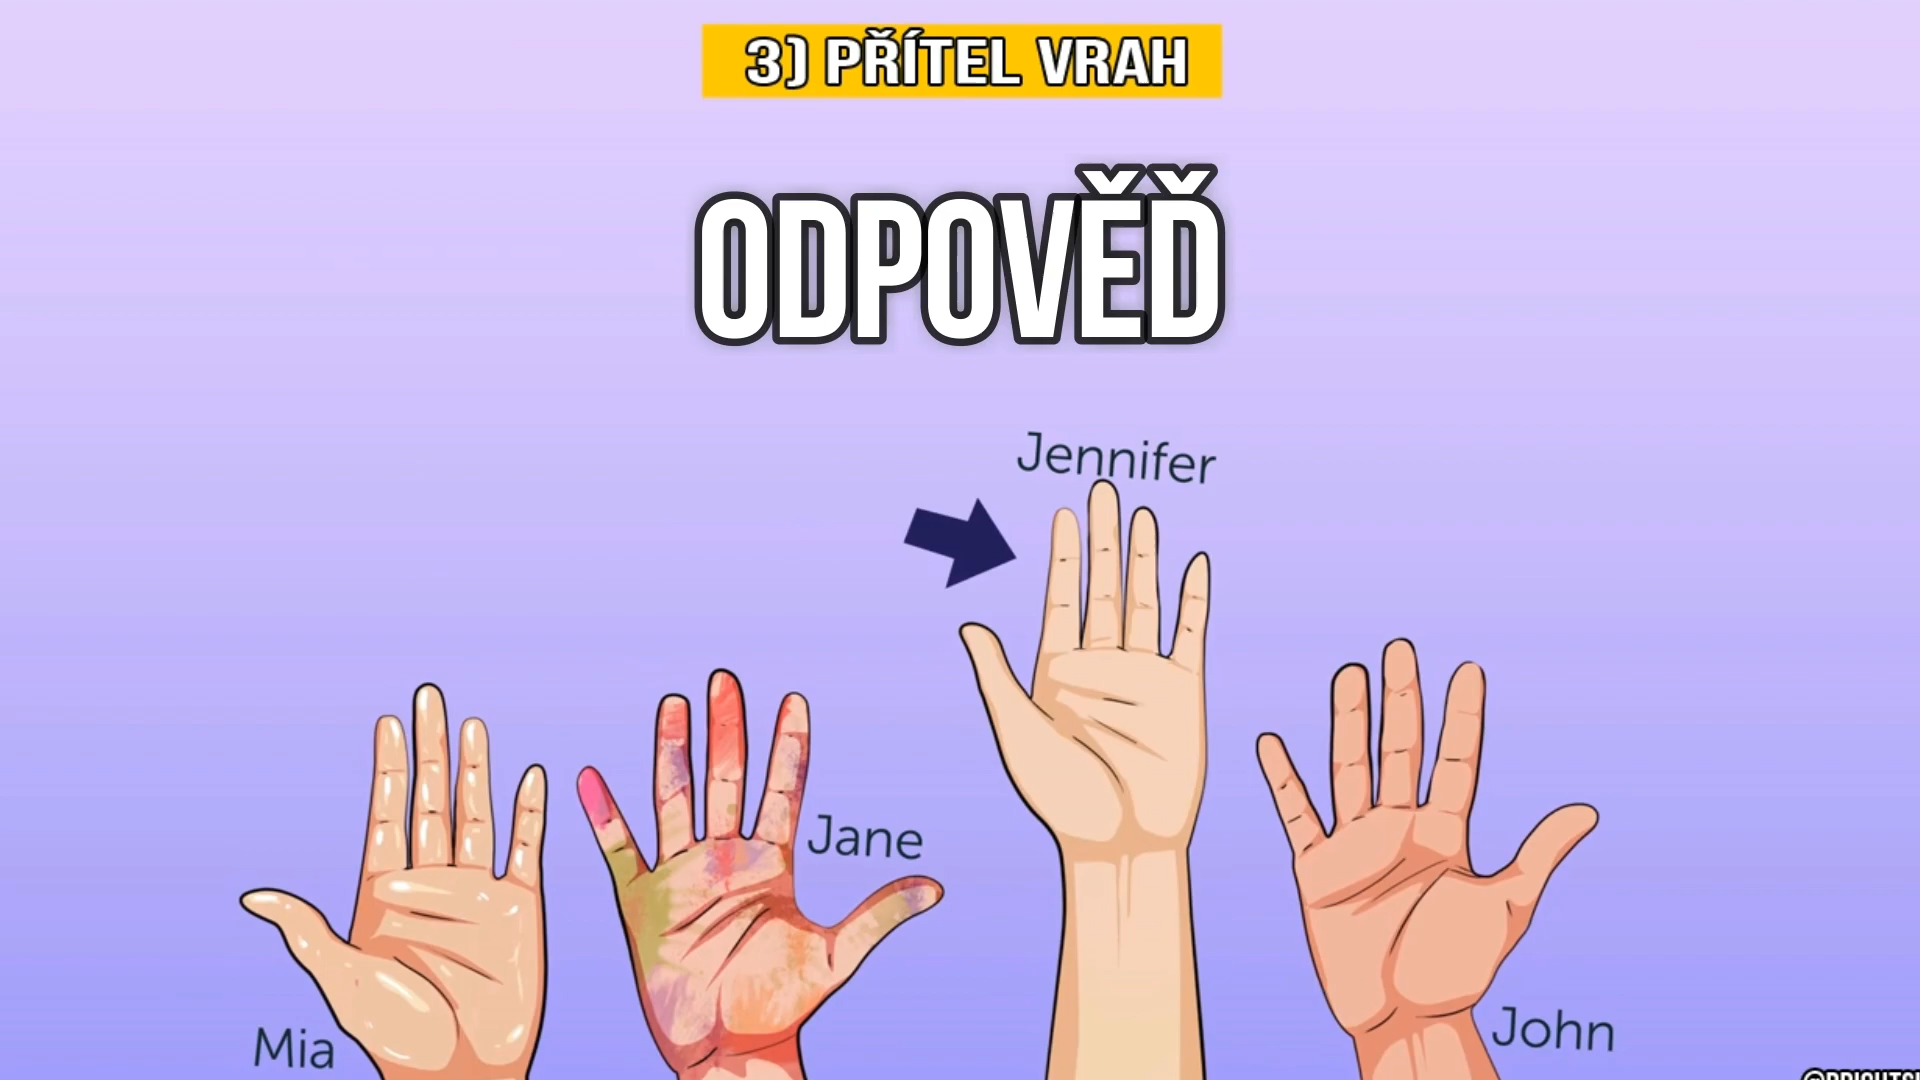 3) PŘÍTEL VRAH
ODPOVĚĎ
Jennifer
Jane
Mia
John